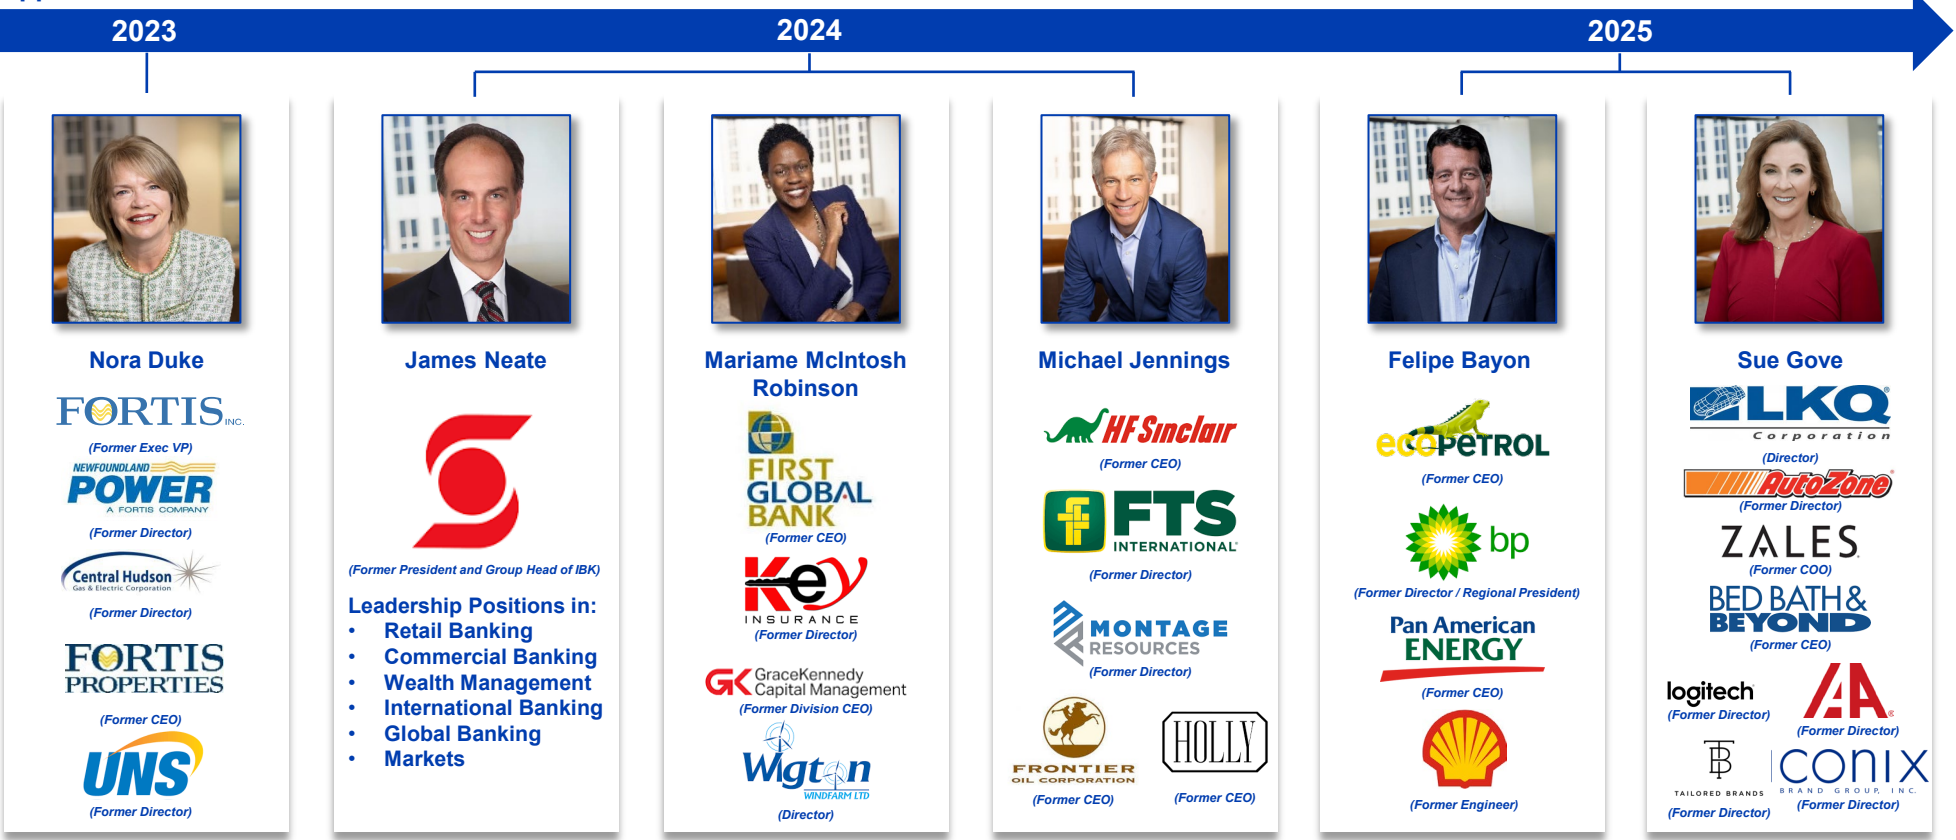 2023
2024
2025
Nora Duke
FORTIS INC.
(Former Exec VP)
NEWFOUNDLAND
POWER
A FORTIS COMPANY
(Former Director)
Central Hudson
Gas & Electric Corporation
(Former Director)
FORTIS
PROPERTIES
(Former CEO)
UNS
(Former Director)
James Neate
(Former President and Group Head of IBK)
Leadership Positions in:
• Retail Banking
• Commercial Banking
• Wealth Management
• International Banking
• Global Banking
• Markets
Mariame McIntosh
Robinson
FIRST
GLOBAL
BANK
(Former CEO)
Key
INSURANCE
(Former Director)
GK GraceKennedy
Capital Management
(Former Division CEO)
Wigton
WINDFARM LTD
(Director)
Michael Jennings
HF Sinclair
(Former CEO)
f FTS
INTERNATIONAL
(Former Director)
MONTAGE
RESOURCES
(Former Director)
FRONTIER
OIL CORPORATION
(Former CEO)
HOLLY
(Former CEO)
Felipe Bayon
ecoPETROL
(Former CEO)
bp
(Former Director / Regional President)
Pan American
ENERGY
(Former CEO)
(Former Engineer)
Sue Gove
LKQ®
Corporation
(Director)
AutoZone®
(Former Director)
ZALES
(Former COO)
BED BATH &
BEYOND
(Former CEO)
logitech
(Former Director)
AA®
(Former Director)
TB
TAILORED BRANDS
(Former Director)
CONIX
BRAND GROUP, INC.
(Former Director)